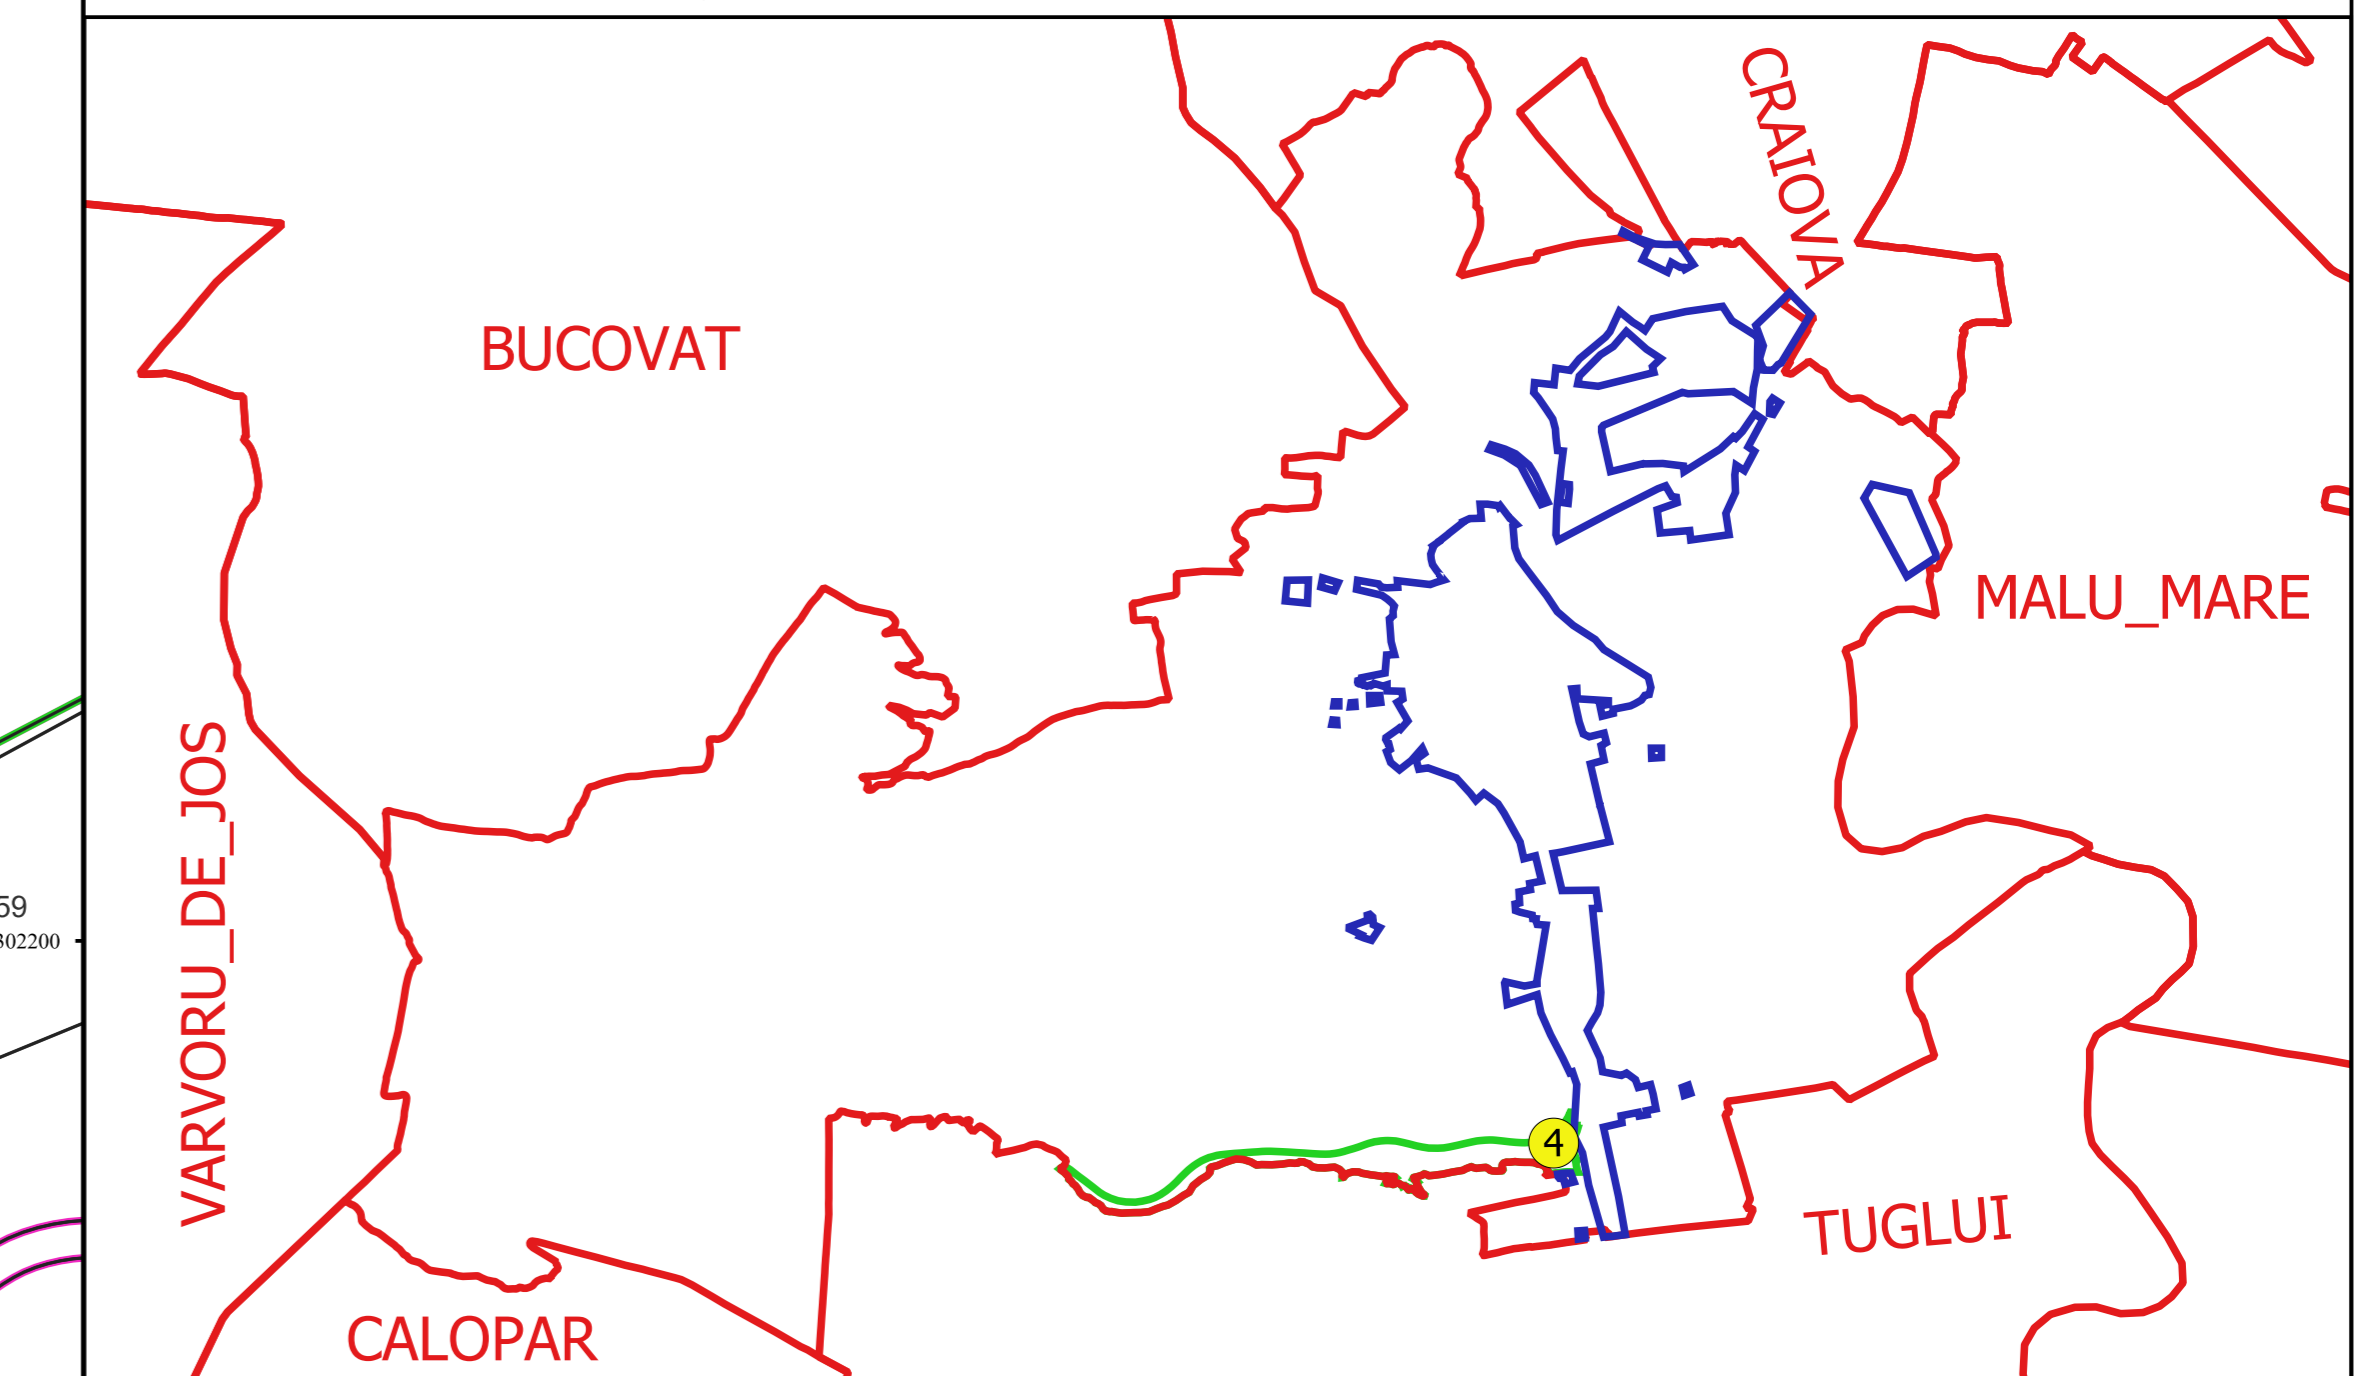 CRAIOVA
BUCOVAT
MALU_MARE
VARVORU_DE_JOS
59
302200
4
TUGLUI
CALOPAR